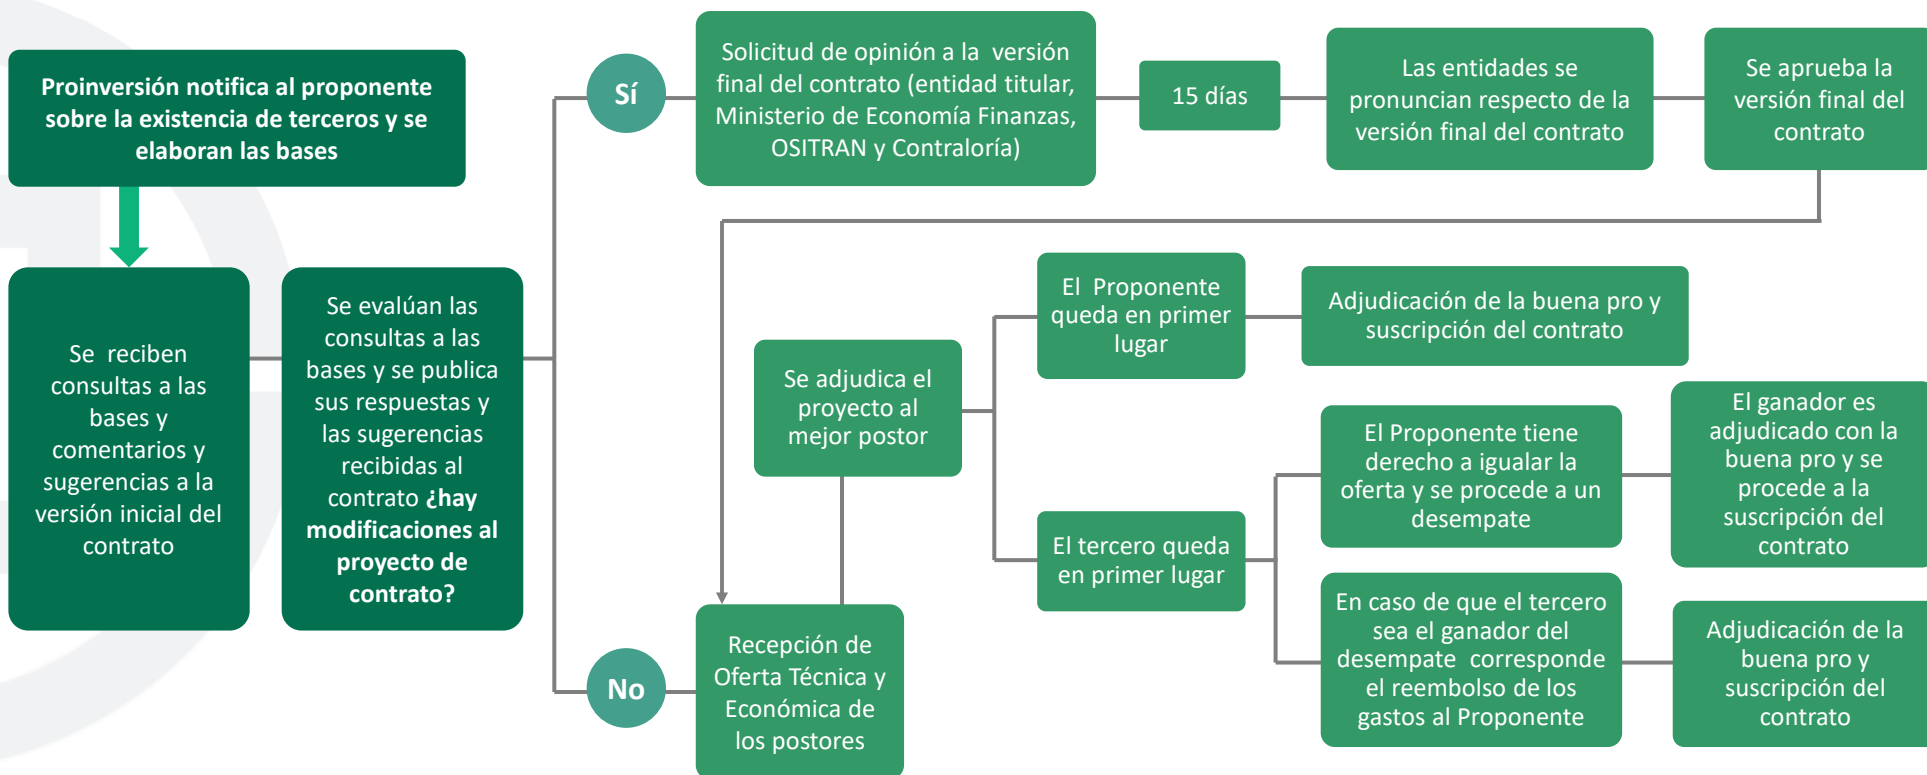 Proinversión notifica al proponente
sobre la existencia de terceros y se
elaboran las bases
Se reciben
consultas a las
bases y
comentarios y
sugerencias a la
versión inicial del
contrato
Se evalúan las
consultas a las
bases y se publica
sus respuestas y
las sugerencias
recibidas al
contrato ¿hay
modificaciones al
proyecto de
contrato?
Sí
Solicitud de opinión a la versión
final del contrato (entidad titular,
Ministerio de Economía Finanzas,
OSITRAN y Contraloría)
15 días
Las entidades se
pronuncian respecto de la
versión final del contrato
Se aprueba la
versión final del
contrato
No
Recepción de
Oferta Técnica y
Económica de
los postores
Se adjudica el
proyecto al
mejor postor
El Proponente
queda en primer
lugar
Adjudicación de la buena pro y
suscripción del contrato
El tercero queda
en primer lugar
El Proponente tiene
derecho a igualar la
oferta y se procede a un
desempate
El ganador es
adjudicado con la
buena pro y se
procede a la
suscripción del
contrato
En caso de que el tercero
sea el ganador del
desempate corresponde
el reembolso de los
gastos al Proponente
Adjudicación de la
buena pro y
suscripción del
contrato